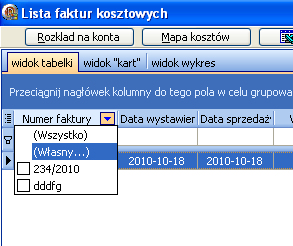 Lista faktur kosztowych
Rozkład na konta Mapa kosztów
widok tabelki widok "kart" widok wykres
Przeciągnij nagłówek kolumny do tego pola w celu grupowa
Numer faktury Data wystawier Data sprzedaż
(Wszystko)
(Własny...) 2010-10-18 2010-10-18
234/2010
dddfg